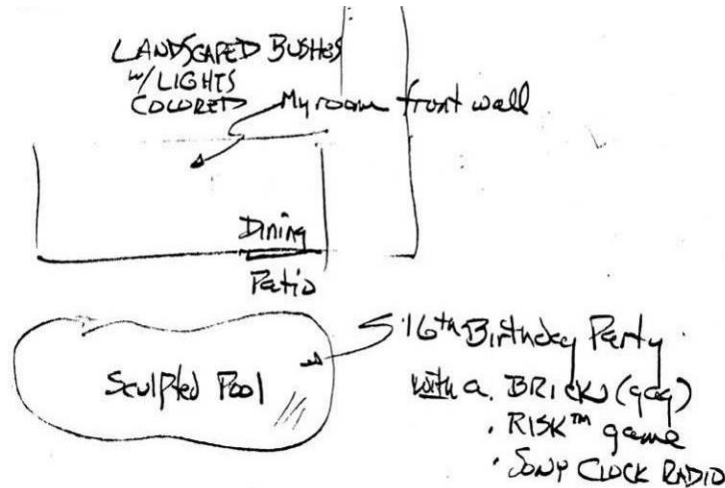 LANDSCAPED BUSHES
w/LIGHTS
COLORED
My room front wall
Dining
Patio
Sculpted Pool
16th Birthday Party
with a BRICK (gag)
• RISK™ game
• SONY CLOCK RADIO